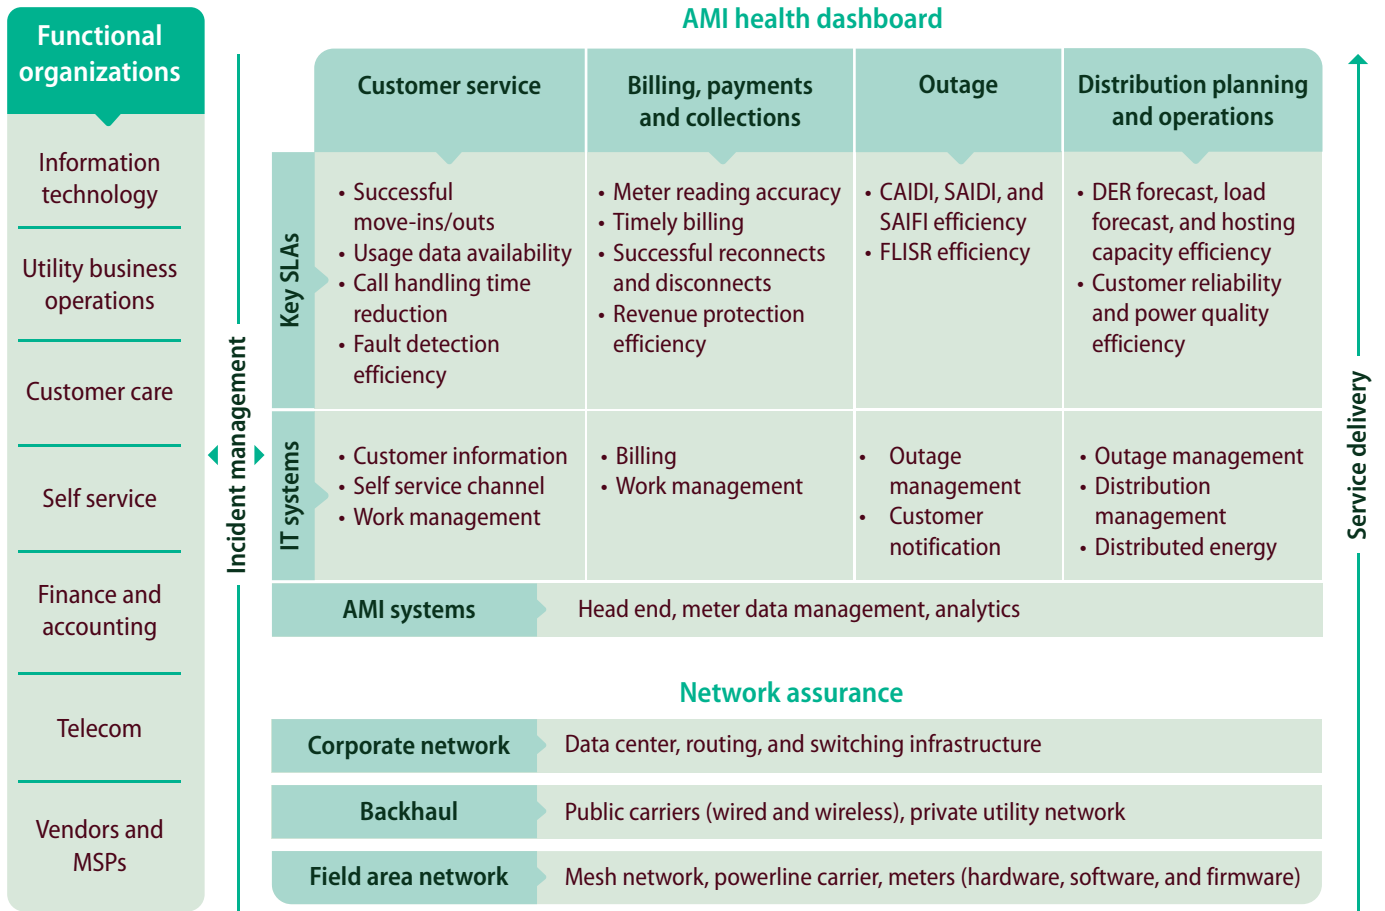 Functional
organizations
Information
technology
Utility business
operations
Customer care
Self service
Finance and
accounting
Telecom
Vendors and
MSPs
Incident management
AMI health dashboard
Customer service
Billing, payments
and collections
Outage
Distribution planning
and operations
Key SLAs
• Successful
move-ins/outs
• Usage data availability
• Call handling time
reduction
• Fault detection
efficiency
• Meter reading accuracy
• Timely billing
• Successful reconnects
and disconnects
• Revenue protection
efficiency
• CAIDI, SAIDI, and
SAIFI efficiency
• FLISR efficiency
• DER forecast, load
forecast, and hosting
capacity efficiency
• Customer reliability
and power quality
efficiency
IT systems
• Customer information
• Self service channel
• Work management
• Billing
• Work management
• Outage
management
• Customer
notification
• Outage management
• Distribution
management
• Distributed energy
AMI systems
Head end, meter data management, analytics
Network assurance
Corporate network
Data center, routing, and switching infrastructure
Backhaul
Public carriers (wired and wireless), private utility network
Field area network
Mesh network, powerline carrier, meters (hardware, software, and firmware)
Service delivery